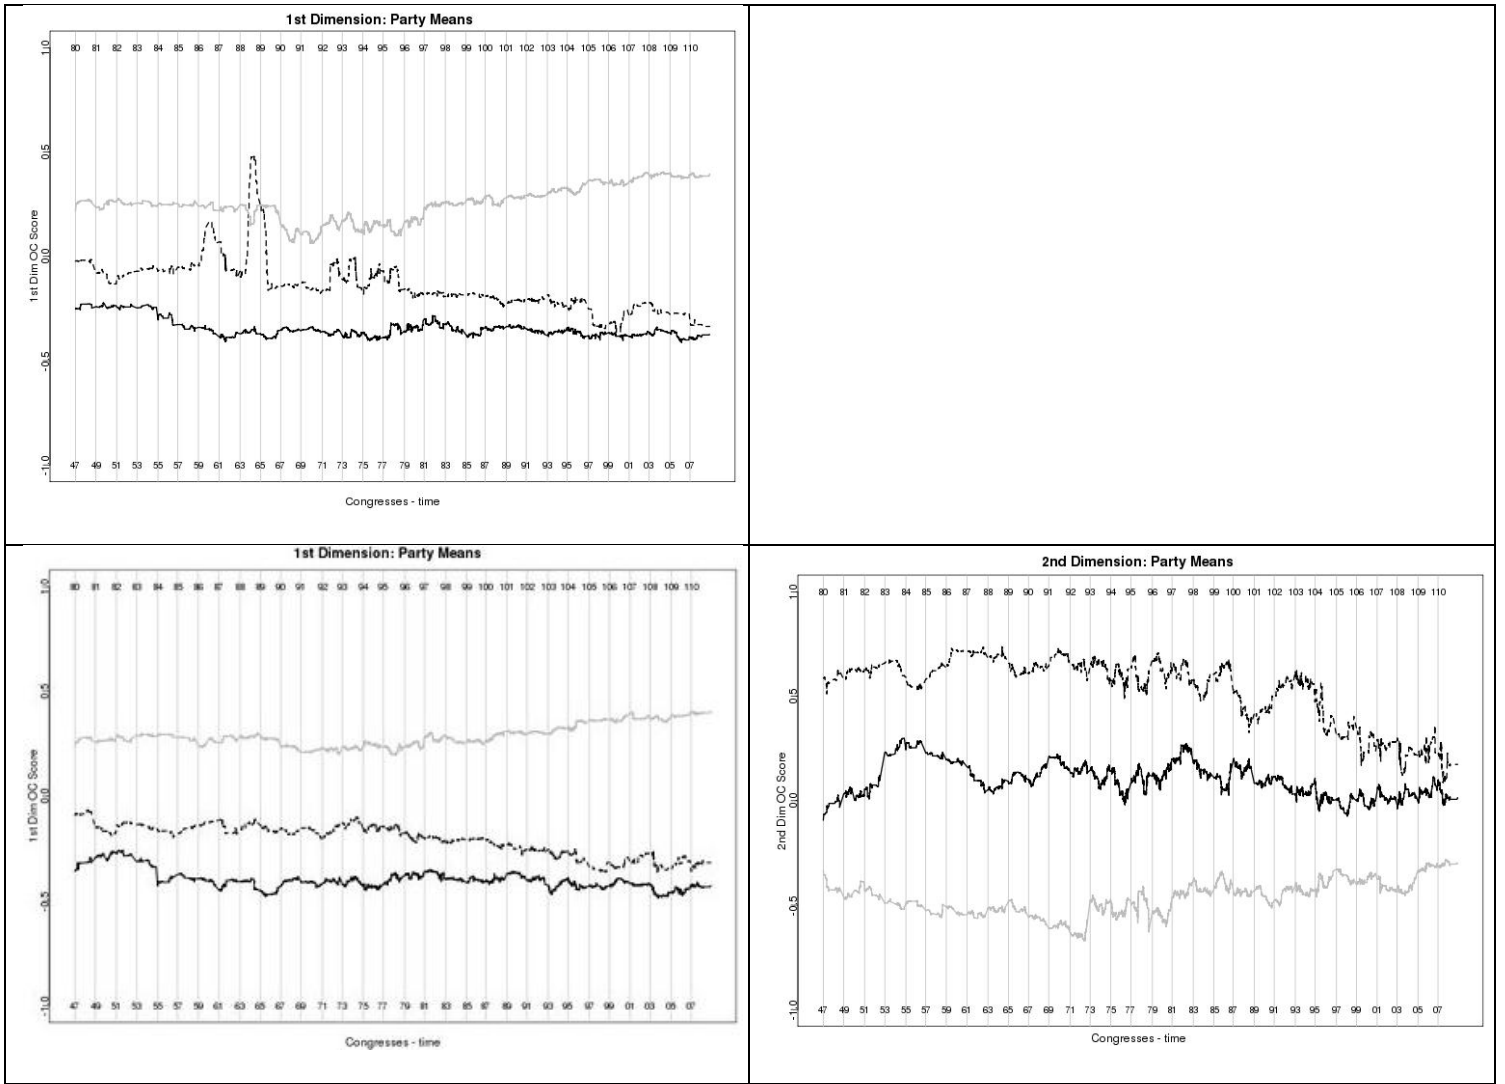 1st Dimension: Party Means
80 81 82 83 84 85 86 87 88 89 90 91 92 93 94 95 96 97 98 99 100 101 102 103 104 105 106 107 108 109 110
1.0
0.5
0.0
-0.5
-1.0
1st Dim OC Score
47 49 51 53 55 57 59 61 63 65 67 69 71 73 75 77 79 81 83 85 87 89 91 93 95 97 99 01 03 05 07
Congresses - time
1st Dimension: Party Means
80 81 82 83 84 85 86 87 88 89 90 91 92 93 94 95 96 97 98 99 100 101 102 103 104 105 106 107 108 109 110
1.0
0.5
0.0
-0.5
-1.0
1st Dim OC Score
47 49 51 53 55 57 59 61 63 65 67 69 71 73 75 77 79 81 83 85 87 89 91 93 95 97 99 01 03 05 07
Congresses - time
2nd Dimension: Party Means
80 81 82 83 84 85 86 87 88 89 90 91 92 93 94 95 96 97 98 99 100 101 102 103 104 105 106 107 108 109 110
1.0
0.5
0.0
-0.5
-1.0
2nd Dim OC Score
47 49 51 53 55 57 59 61 63 65 67 69 71 73 75 77 79 81 83 85 87 89 91 93 95 97 99 01 03 05 07
Congresses - time